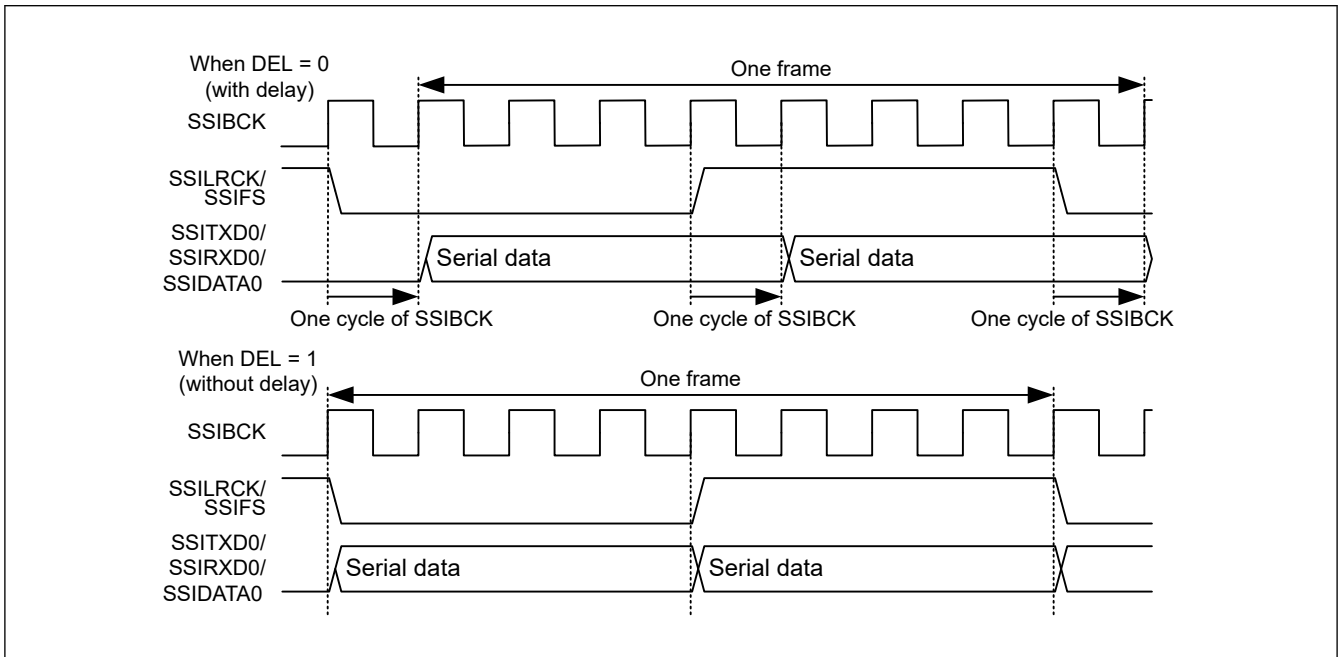 When DEL = 0
(with delay)
One frame
SSIBCK
SSILRCK/
SSIFS
SSITXD0/
SSIRXD0/
SSIDATA0
Serial data
Serial data
One cycle of SSIBCK
One cycle of SSIBCK
One cycle of SSIBCK
When DEL = 1
(without delay)
One frame
SSIBCK
SSILRCK/
SSIFS
SSITXD0/
SSIRXD0/
SSIDATA0
Serial data
Serial data